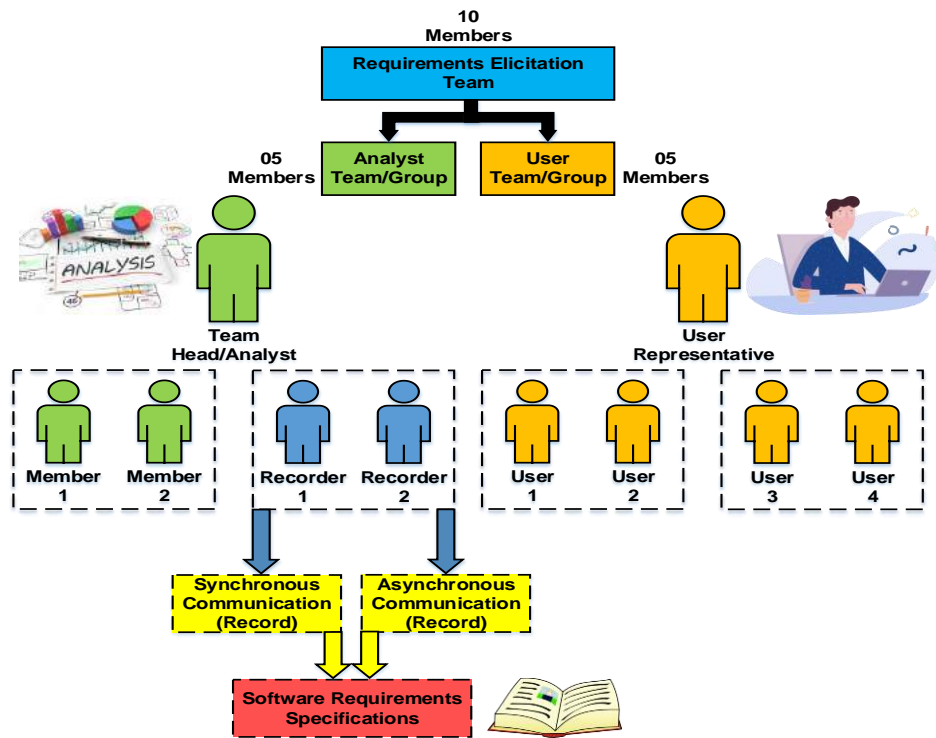 10
Members
Requirements Elicitation
Team
Analyst
Team/Group
User
Team/Group
05
Members
05
Members
ANALYSIS
Team
Head/Analyst
User
Representative
Member
1
Member
2
Recorder
1
Recorder
2
User
1
User
2
User
3
User
4
Synchronous
Communication
(Record)
Asynchronous
Communication
(Record)
Software Requirements
Specifications